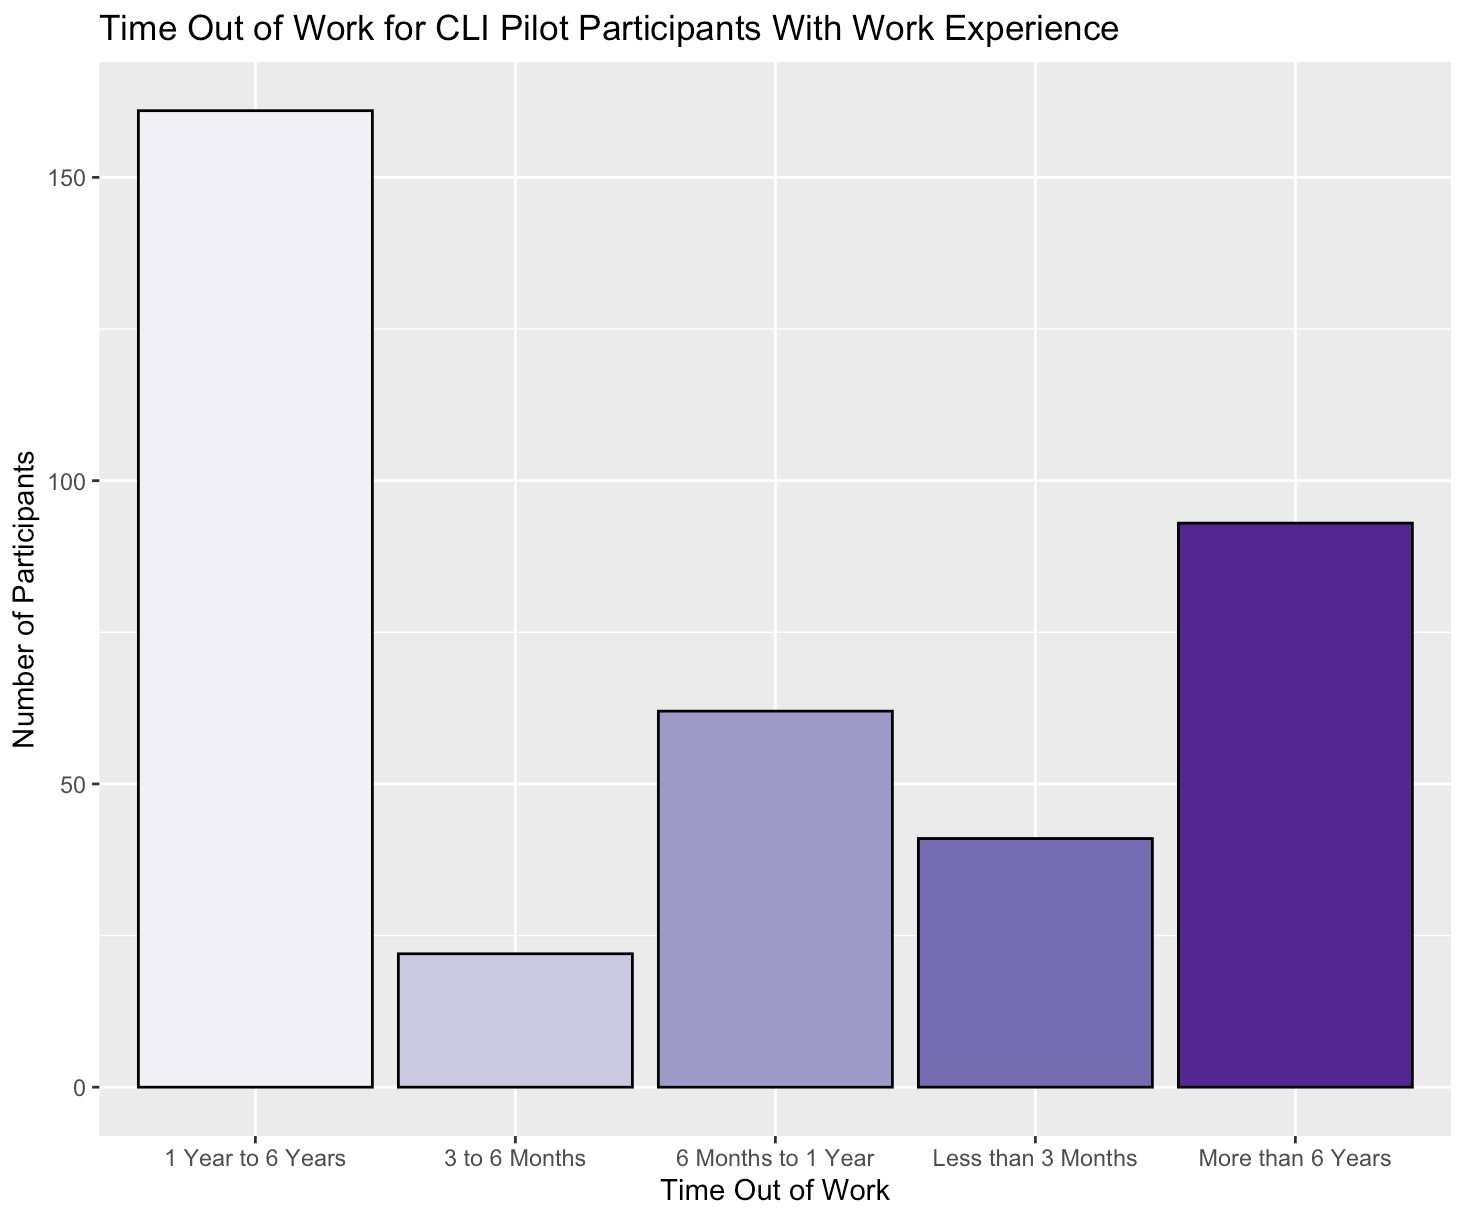 Time Out of Work for CLI Pilot Participants With Work Experience
Number of Participants
150
100
50
0
1 Year to 6 Years
3 to 6 Months
6 Months to 1 Year
Less than 3 Months
More than 6 Years
Time Out of Work